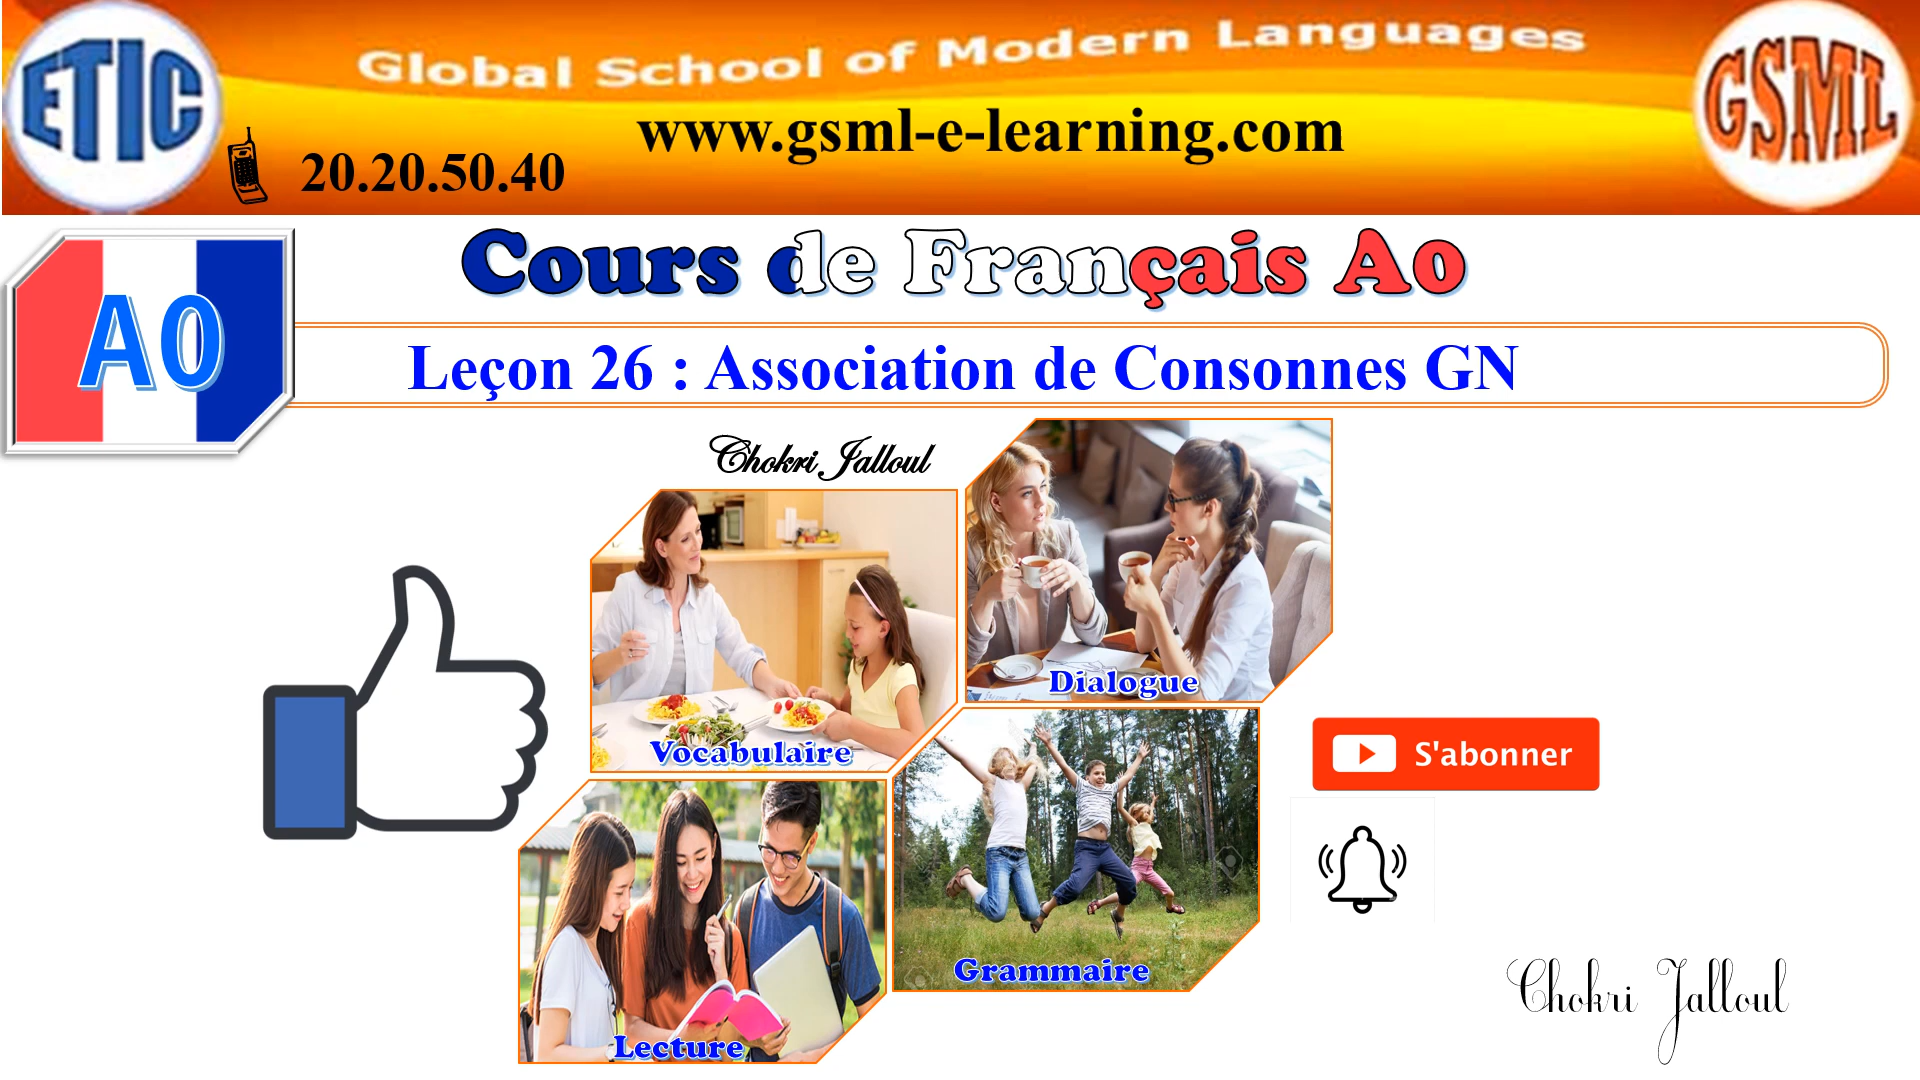 ETIC
Global School of Modern Languages
GSML
www.gsml-e-learning.com
20.20.50.40
Cours de Français A0
A0
Leçon 26 : Association de Consonnes GN
Chokri Jalloul
Dialogue
Vocabulaire
S'abonner
Grammaire
Lecture
Chokri Jalloul